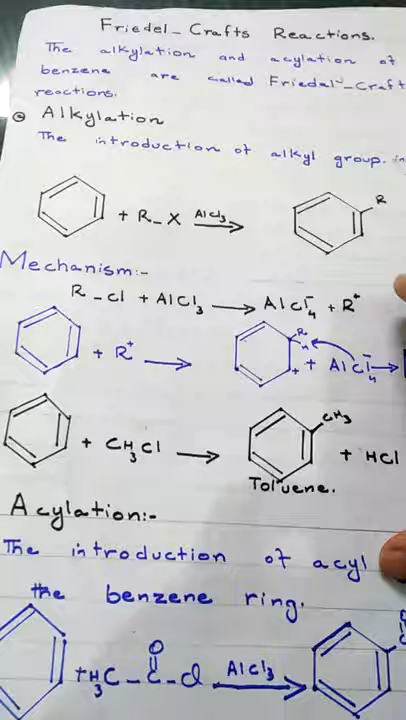 Friedel_Crafts Reactions.
The alkylation and acylation of
benzene are called Friedel_Craft
reactions.
Alkylation
The introduction of alkyl group. in
+ R_X AlCl3 ⟶ R
Mechanism:-
R_Cl + AlCl3 ⟶ AlCl4⁻ + R⁺
+ R⁺ ⟶ R H + + AlCl4⁻ ⟶
+ CH3Cl ⟶ CH3 + HCl
Toluene.
Acylation:-
The introduction of acyl
the benzene ring.
O
+ H3C_C_Cl AlCl3 ⟶